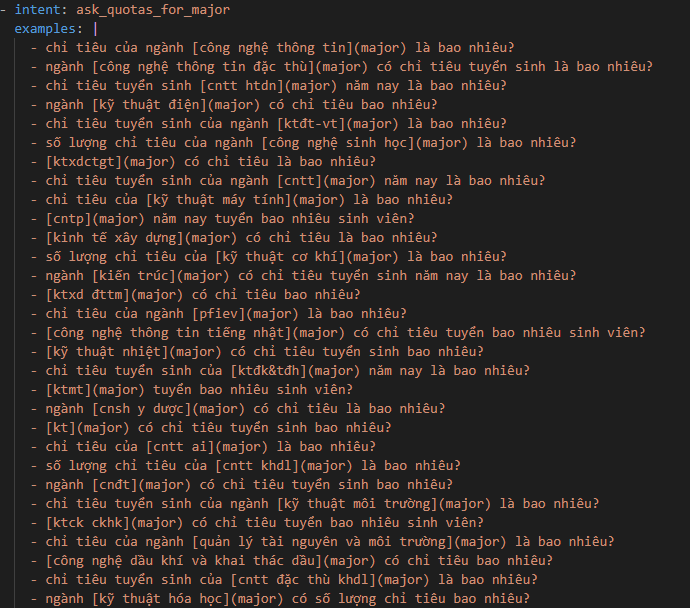 - intent: ask_quotas_for_major
examples: |
- chỉ tiêu của ngành [công nghệ thông tin](major) là bao nhiêu?
- ngành [công nghệ thông tin đặc thù](major) có chỉ tiêu tuyển sinh là bao nhiêu?
- chỉ tiêu tuyển sinh [cntt htdn](major) năm nay là bao nhiêu?
- ngành [kỹ thuật điện](major) có chỉ tiêu bao nhiêu?
- chỉ tiêu tuyển sinh của ngành [ktđt-vt](major) là bao nhiêu?
- số lượng chỉ tiêu của ngành [công nghệ sinh học](major) là bao nhiêu?
- [ktxdctgt](major) có chỉ tiêu là bao nhiêu?
- chỉ tiêu tuyển sinh của ngành [cntt](major) năm nay là bao nhiêu?
- chỉ tiêu của [kỹ thuật máy tính](major) là bao nhiêu?
- [cntp](major) năm nay tuyển bao nhiêu sinh viên?
- [kinh tế xây dựng](major) có chỉ tiêu là bao nhiêu?
- số lượng chỉ tiêu của [kỹ thuật cơ khí](major) là bao nhiêu?
- ngành [kiến trúc](major) có chỉ tiêu tuyển sinh năm nay là bao nhiêu?
- [ktxd đttm](major) có chỉ tiêu bao nhiêu?
- chỉ tiêu của ngành [pfiev](major) là bao nhiêu?
- [công nghệ thông tin tiếng nhật](major) có chỉ tiêu tuyển bao nhiêu sinh viên?
- [kỹ thuật nhiệt](major) có chỉ tiêu tuyển sinh bao nhiêu?
- chỉ tiêu tuyển sinh của [ktđk&tđh](major) năm nay là bao nhiêu?
- [ktmt](major) tuyển bao nhiêu sinh viên?
- ngành [cnsh y dược](major) có chỉ tiêu là bao nhiêu?
- [kt](major) có chỉ tiêu tuyển sinh bao nhiêu?
- chỉ tiêu của [cntt ai](major) là bao nhiêu?
- số lượng chỉ tiêu của [cntt khdl](major) là bao nhiêu?
- ngành [cnđt](major) có chỉ tiêu tuyển sinh bao nhiêu?
- chỉ tiêu tuyển sinh của ngành [kỹ thuật môi trường](major) là bao nhiêu?
- [ktck ckhk](major) có chỉ tiêu tuyển bao nhiêu sinh viên?
- chỉ tiêu của ngành [quản lý tài nguyên và môi trường](major) là bao nhiêu?
- [công nghệ dầu khí và khai thác dầu](major) có chỉ tiêu bao nhiêu?
- chỉ tiêu tuyển sinh của [cntt đặc thù khdl](major) là bao nhiêu?
- ngành [kỹ thuật hóa học](major) có số lượng chỉ tiêu bao nhiêu?